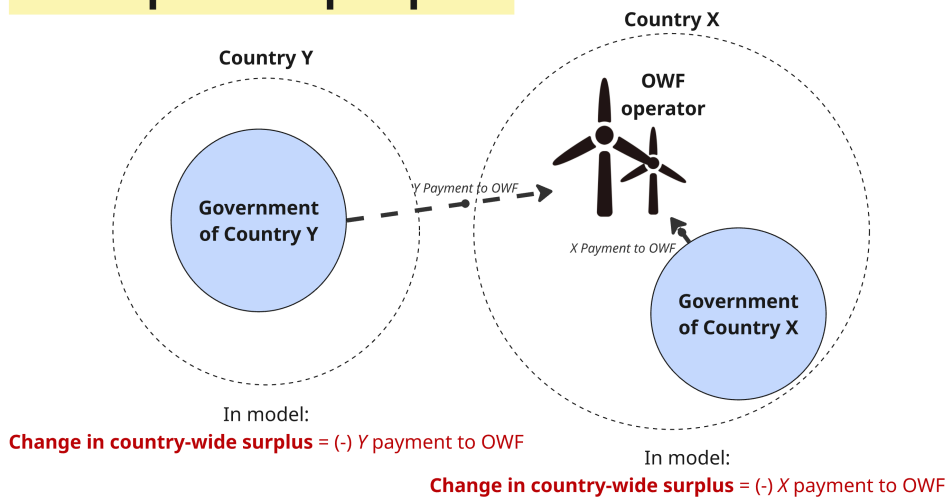 Country X
Country Y
OWF
operator
Y Payment to OWF
Government
of Country Y
X Payment to OWF
Government
of Country X
In model:
Change in country-wide surplus = (-) Y payment to OWF
In model:
Change in country-wide surplus = (-) X payment to OWF